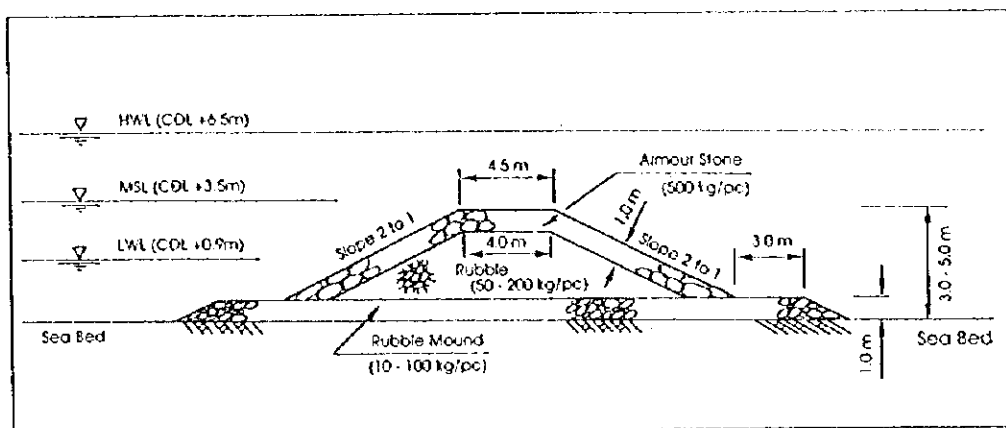 HWL (CDL +6.5m)
4.5 m
Armour Stone
(500 kg/pc)
MSL (CDL +3.5m)
1.0 m
Slope 2 to 1
LWL (CDL +0.9m)
4.0 m
Slope 2 to 1
3.0 m
Rubble
(50 - 200 kg/pc)
3.0 - 5.0 m
Sea Bed
Rubble Mound
(10 - 100 kg/pc)
1.0 m
Sea Bed